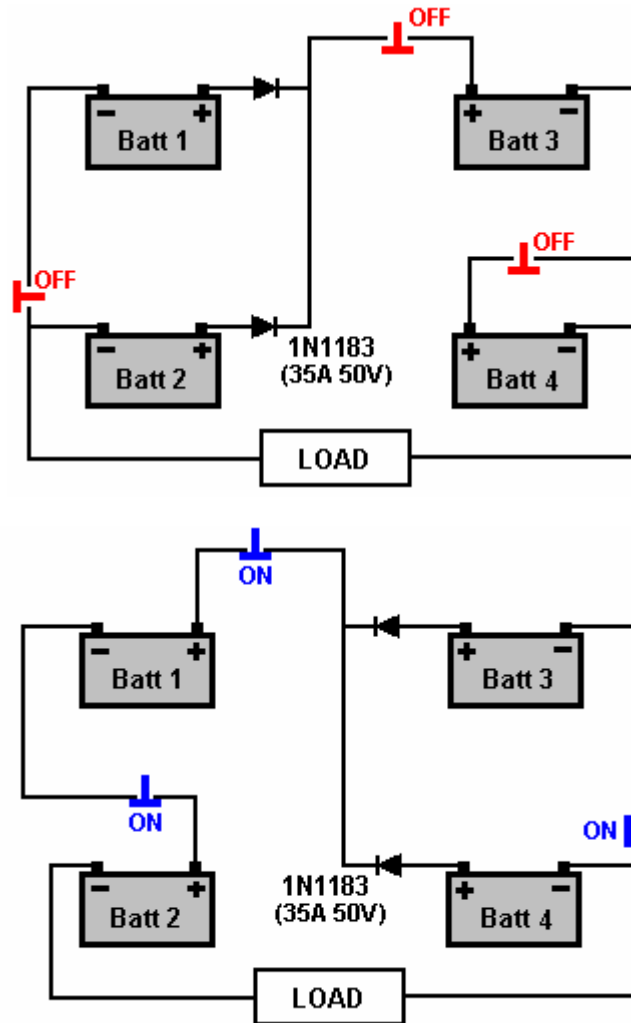 OFF
- +
Batt 1
+ -
Batt 3
OFF
OFF
- +
Batt 2
1N1183
(35A 50V)
+ -
Batt 4
LOAD
ON
- +
Batt 1
+ -
Batt 3
ON
ON
- +
Batt 2
1N1183
(35A 50V)
+ -
Batt 4
LOAD